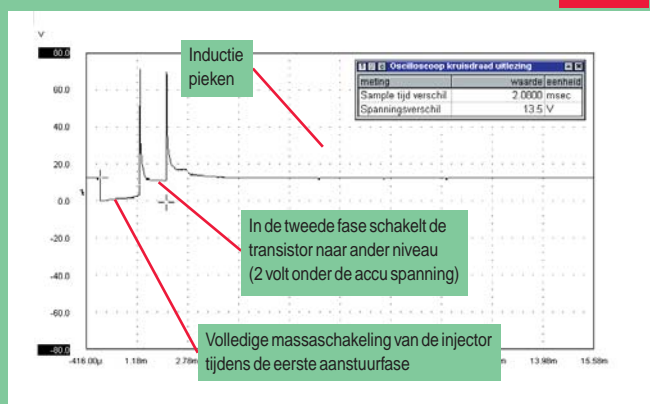 V
80.0
Inductie
pieken
Oscilloscoop kruisdraad uitlezing
meting waarde eenheid
Sample tijd verschil 2.0800 msec
Spanningsverschil 13.5 V
60.0
40.0
20.0
0.0
In de tweede fase schakelt de
transistor naar ander niveau
(2 volt onder de accu spanning)
-20.0
-40.0
-60.0
Volledige massaschakeling van de injector
tijdens de eerste aanstuurfase
-80.0
-416.00µ 1.18m 2.78m 13.98m 15.58m